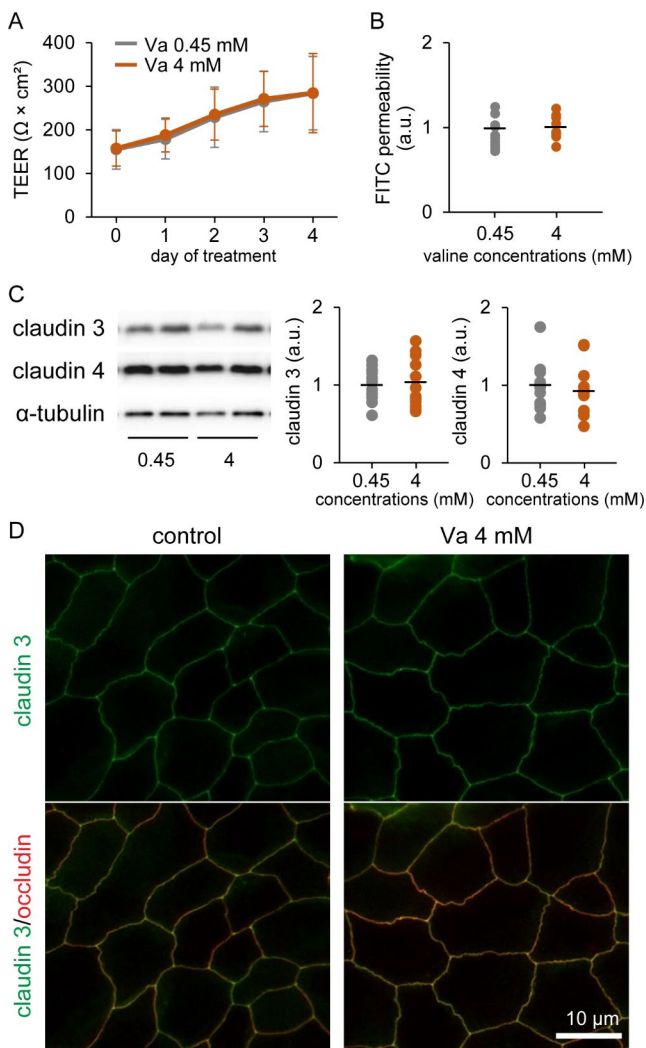 A
Va 0.45 mM
Va 4 mM
TEER (Ω × cm²)
400
300
200
100
0
0 1 2 3 4
day of treatment
B
FITC permeability
(a.u.)
2
1
0
0.45 4
valine concentrations (mM)
C
claudin 3
claudin 4
α-tubulin
0.45 4
claudin 3 (a.u.)
2
1
0
0.45 4
concentrations (mM)
claudin 4 (a.u.)
2
1
0
0.45 4
concentrations (mM)
D
control Va 4 mM
claudin 3
claudin 3/occludin
10 µm